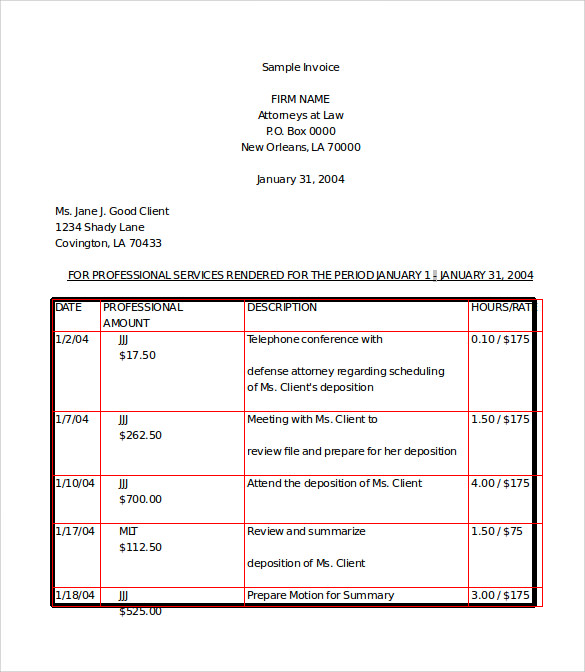 Sample Invoice
FIRM NAME
Attorneys at Law
P.O. Box 0000
New Orleans, LA 70000
January 31, 2004
Ms. Jane J. Good Client
1234 Shady Lane
Covington, LA 70433
FOR PROFESSIONAL SERVICES RENDERED FOR THE PERIOD JANUARY 1 - JANUARY 31, 2004
DATE PROFESSIONAL DESCRIPTION HOURS/RATE
AMOUNT
1/2/04 JJJ Telephone conference with 0.10 / $175
$17.50
defense attorney regarding scheduling
of Ms. Client's deposition
1/7/04 JJJ Meeting with Ms. Client to 1.50 / $175
$262.50
review file and prepare for her deposition
1/10/04 JJJ Attend the deposition of Ms. Client 4.00 / $175
$700.00
1/17/04 MLT Review and summarize 1.50 / $75
$112.50
deposition of Ms. Client
1/18/04 JJJ Prepare Motion for Summary 3.00 / $175
$525.00